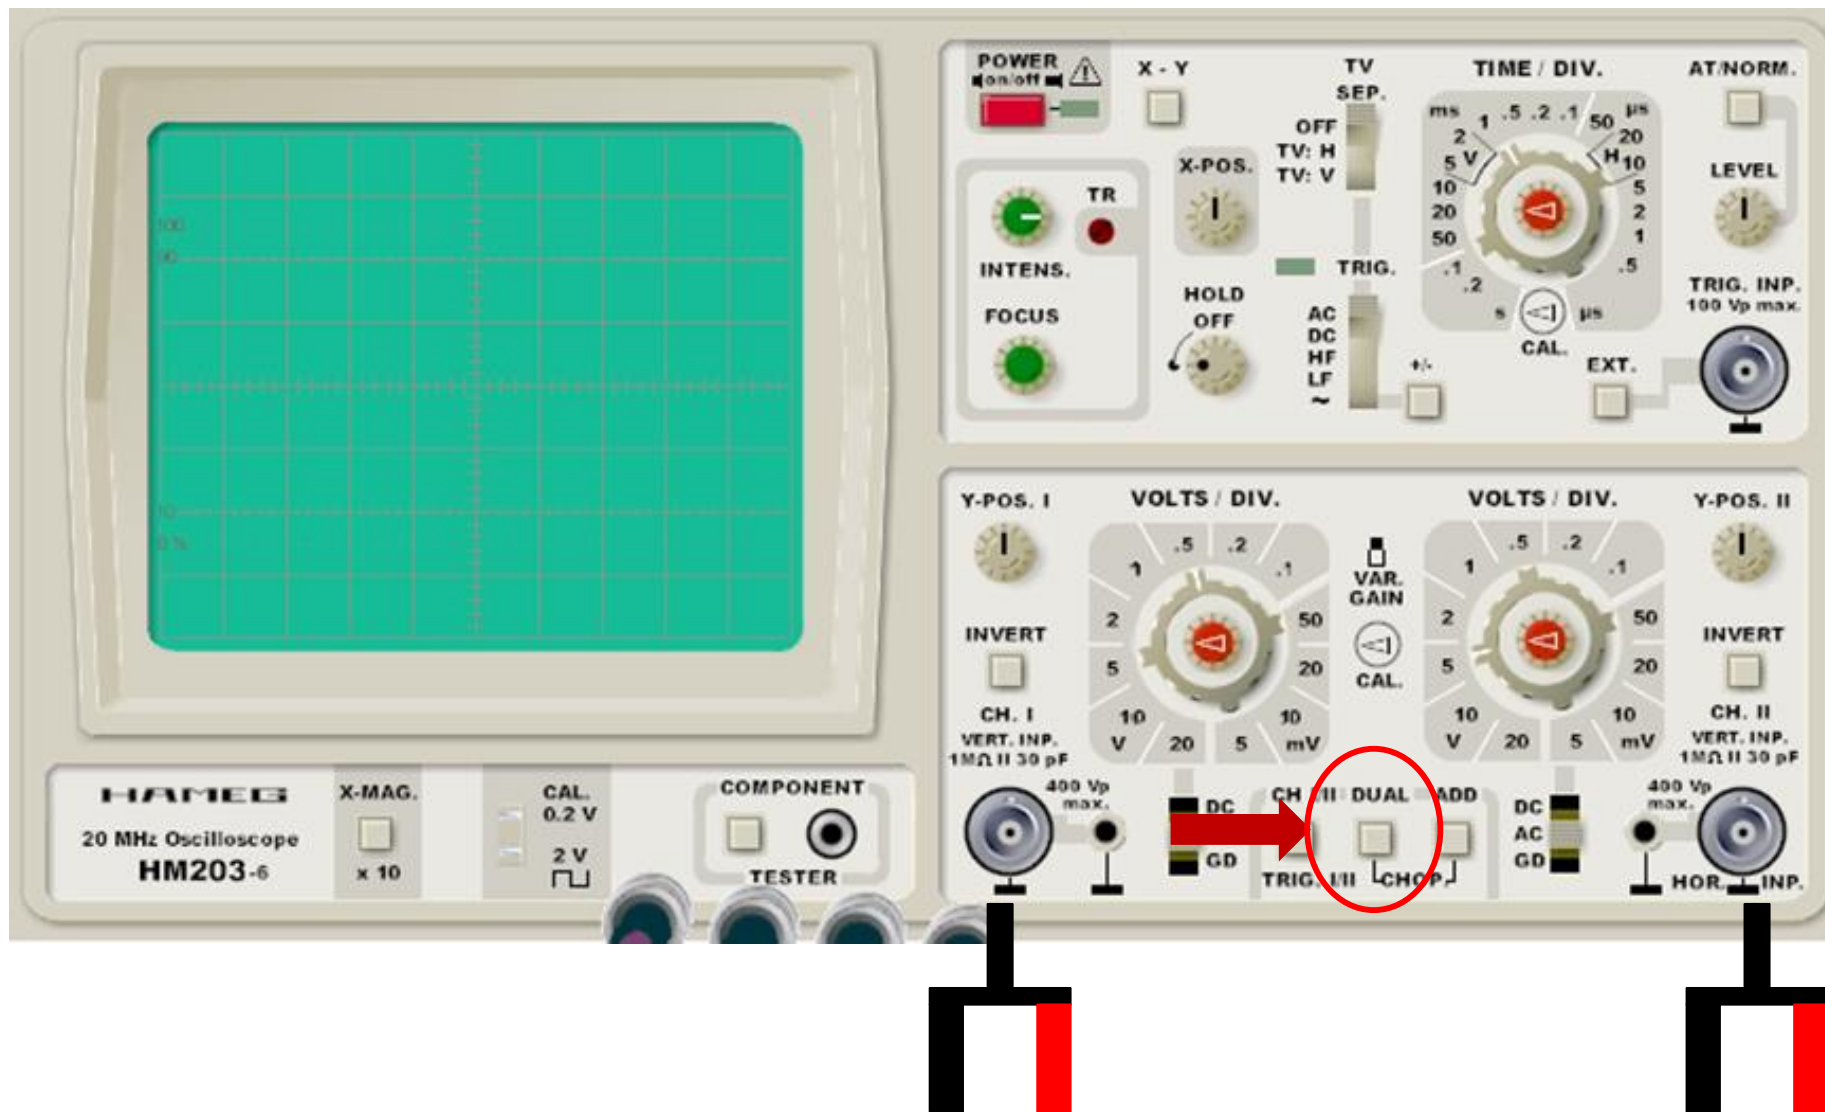 POWER
on/off
X - Y
TV
SEP.
OFF
TV: H
TV: V
TIME / DIV.
AT/NORM.
ms
µs
.5 .2 .1
1
50
2
20
5
V
H
10
10
5
20
2
50
1
.1
.5
.2
s
µs
CAL.
X-POS.
LEVEL
TR
INTENS.
TRIG.
TRIG. INP.
100 Vp max.
HOLD
OFF
FOCUS
AC
DC
HF
LF
~
+/-
EXT.
100
90
10
0 %
Y-POS. I
VOLTS / DIV.
VOLTS / DIV.
Y-POS. II
.5 .2
1
.1
2
50
5
20
10
10
V
20
5
mV
VAR.
GAIN
CAL.
.5 .2
1
.1
2
50
5
20
10
10
V
20
5
mV
INVERT
INVERT
CH. I
VERT. INP.
1MΩ II 30 pF
CH. II
VERT. INP.
1MΩ II 30 pF
400 Vp
max.
DC
GD
CH I/II
DUAL
ADD
TRIG. I/II
CHOP.
DC
AC
GD
400 Vp
max.
HOR. INP.
HAMEG
20 MHz Oscilloscope
HM203-6
X-MAG.
x 10
CAL.
0.2 V
2 V
COMPONENT
TESTER